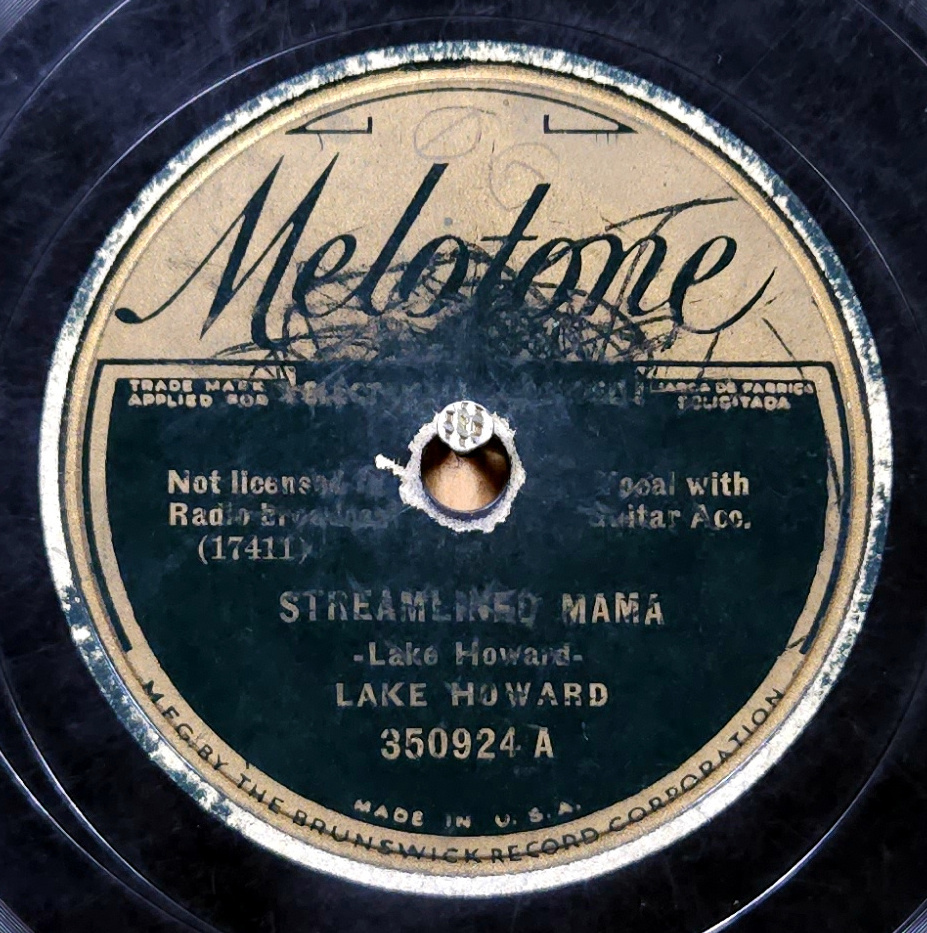 Melotone
TRADE MARK
APPLIED FOR
MARCA DE FABRICA
SOLICITADA
Not licensed
Radio
(17411)
Vocal with
Guitar Acc.
STREAMLINED MAMA
-Lake Howard-
LAKE HOWARD
350924 A
MADE IN U.S.A.
MFG. BY THE BRUNSWICK RECORD CORPORATION